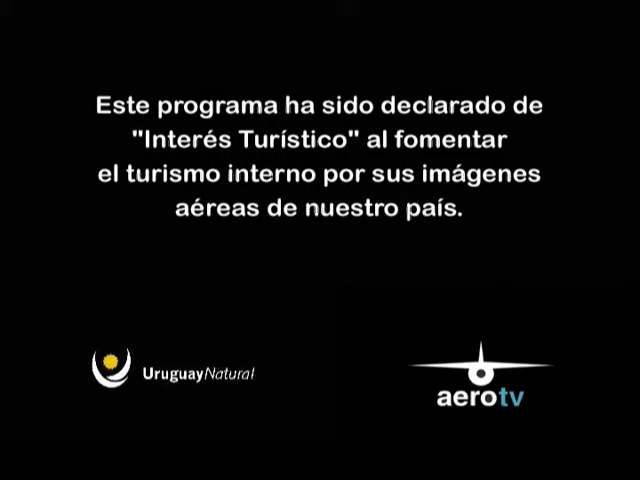 Este programa ha sido declarado de
"Interés Turístico" al fomentar
el turismo interno por sus imágenes
aéreas de nuestro país.
UruguayNatural
aerotv